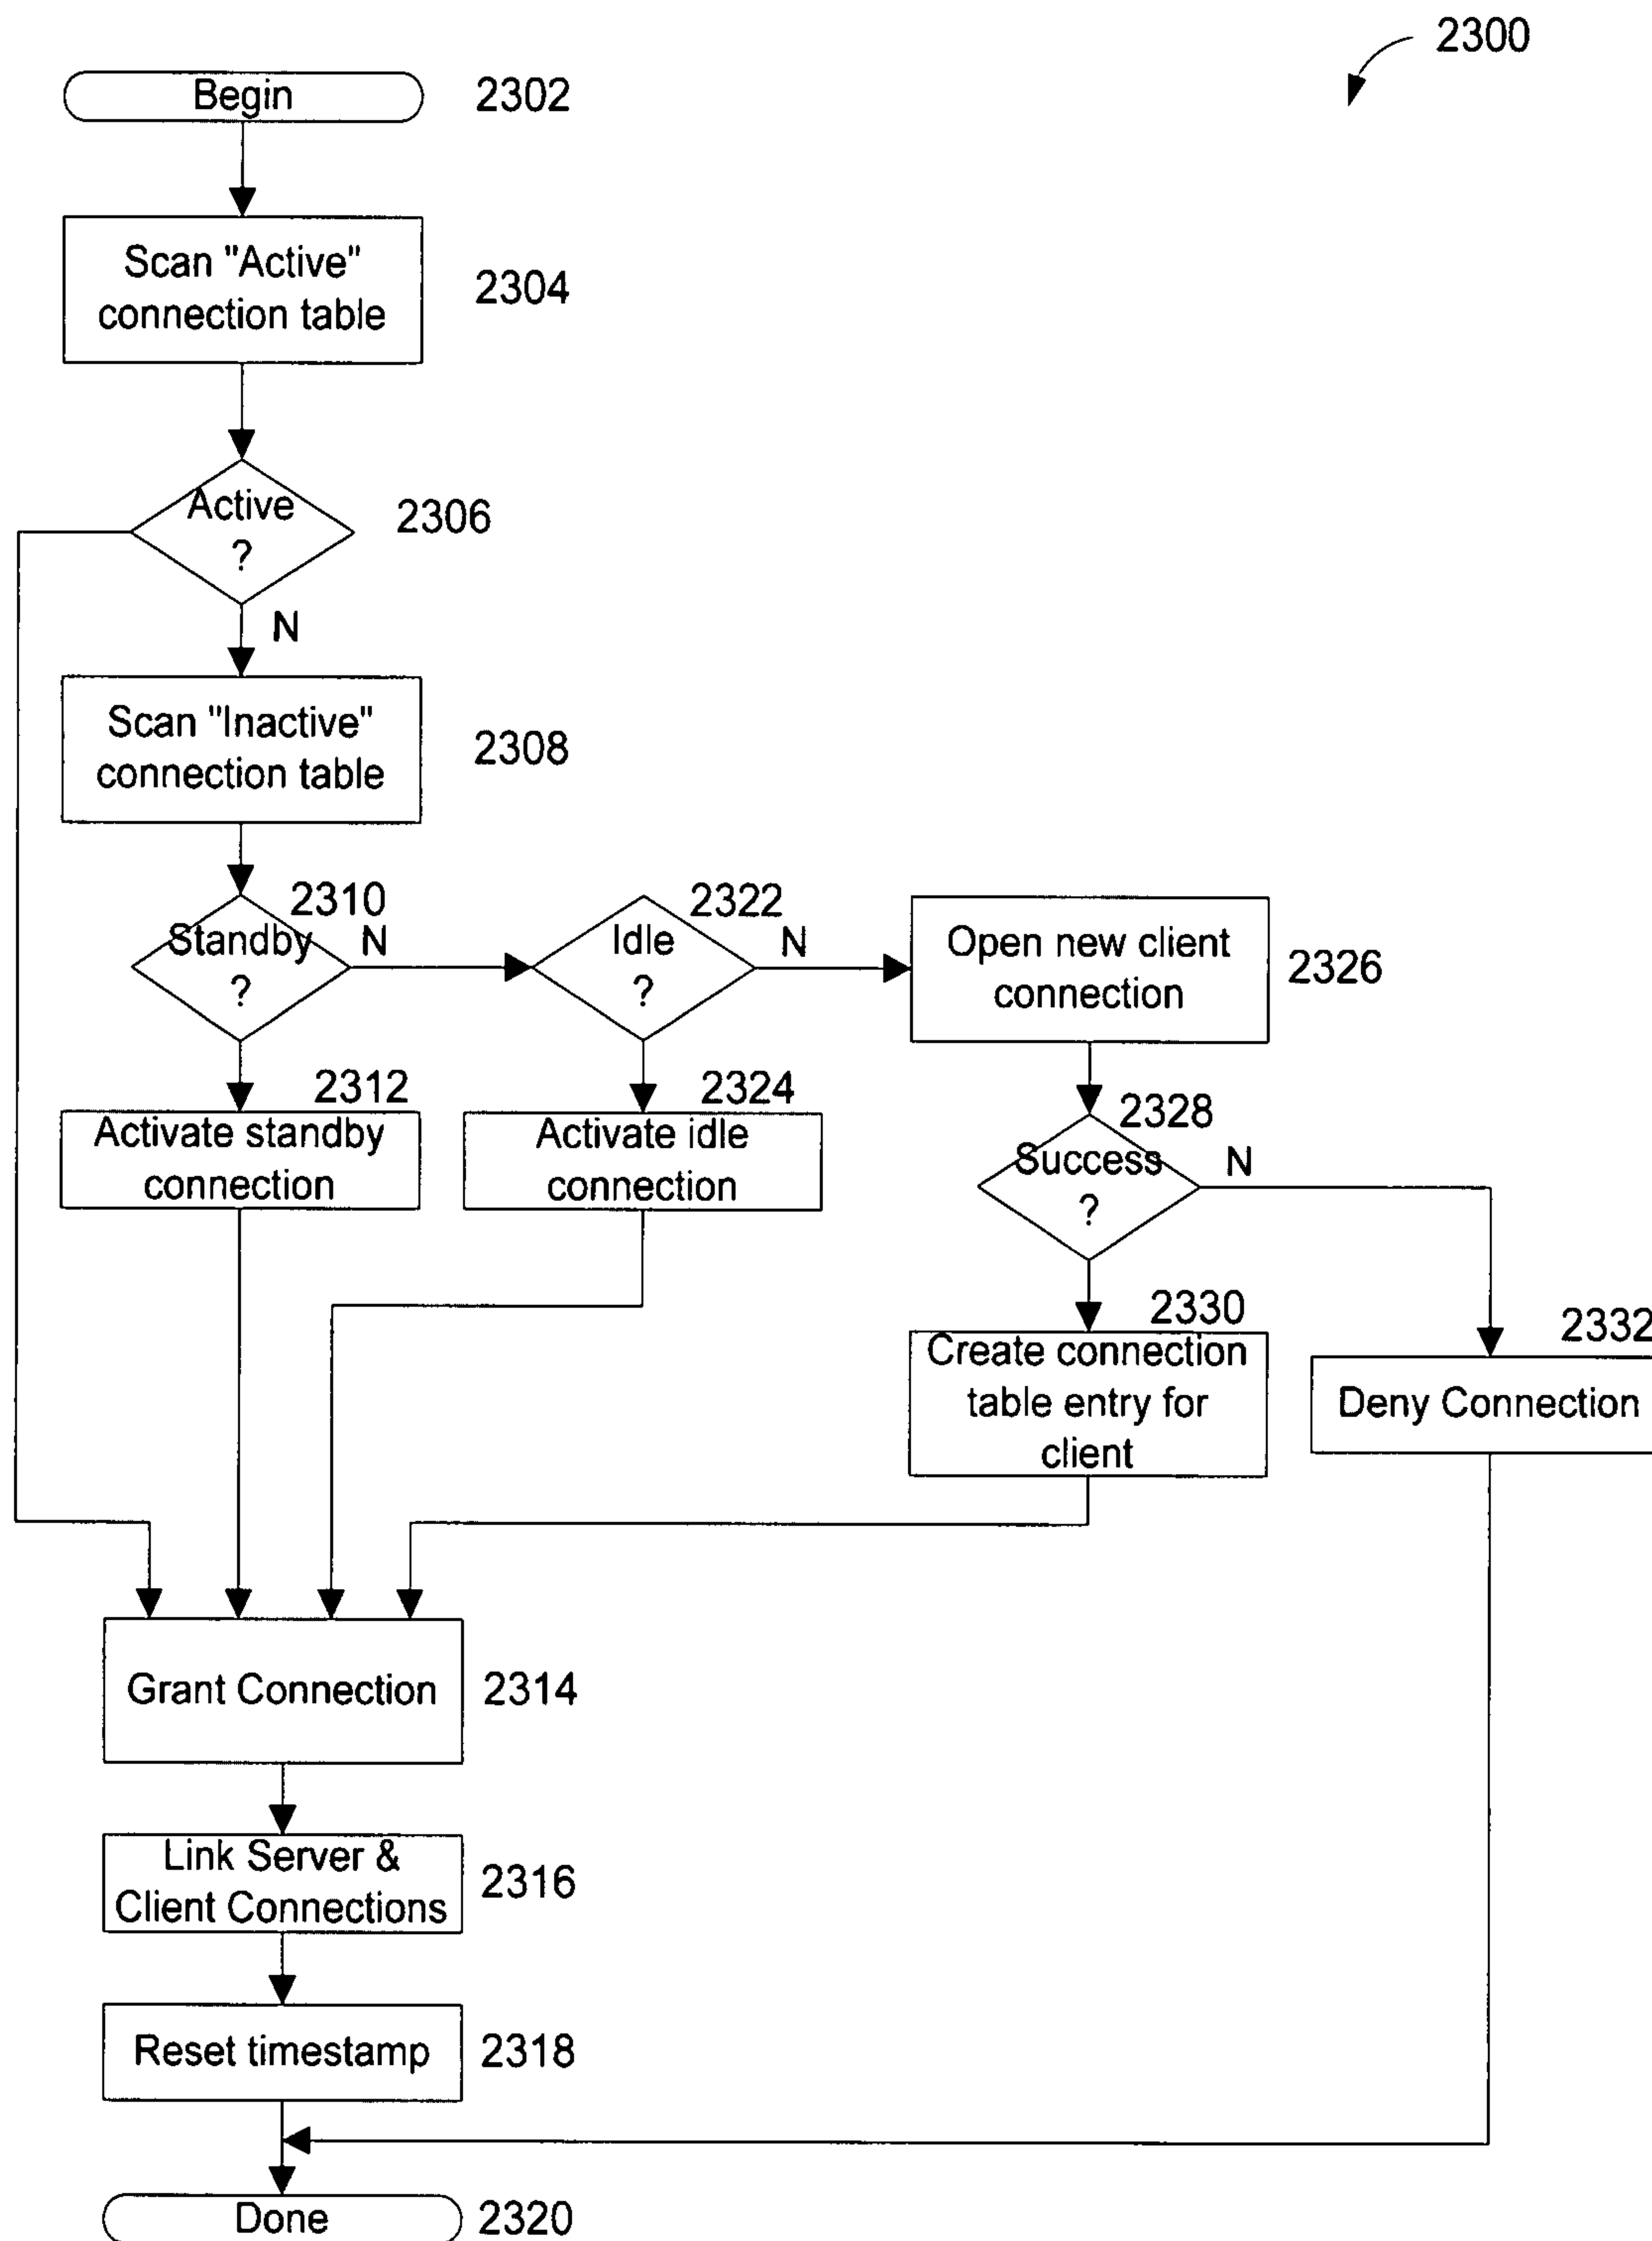 2300
Begin
2302
Scan "Active"
connection table
2304
Active
?
2306
N
Scan "Inactive"
connection table
2308
2310
Standby
?
N
2322
Idle
?
N
Open new client
connection
2326
2312
Activate standby
connection
2324
Activate idle
connection
2328
Success
?
N
2330
Create connection
table entry for
client
2332
Deny Connection
Grant Connection
2314
Link Server &
Client Connections
2316
Reset timestamp
2318
Done
2320